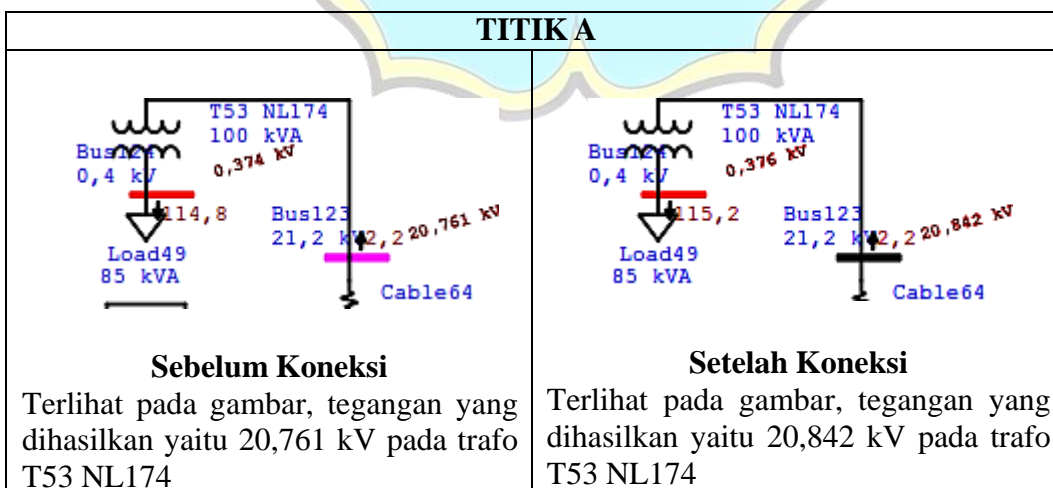 TITIK A
T53 NL174
100 kVA
Bus124
0,4 kV
0,374 kV
114,8
Bus123
21,2 kV
2,2
20,761 kV
Load49
85 kVA
Cable64
Sebelum Koneksi
Terlihat pada gambar, tegangan yang
dihasilkan yaitu 20,761 kV pada trafo
T53 NL174
T53 NL174
100 kVA
0,4 kV
0,376 kV
115,2
Bus123
21,2 kV
2,2
20,842 kV
Load49
85 kVA
Cable64
Setelah Koneksi
Terlihat pada gambar, tegangan yang
dihasilkan yaitu 20,842 kV pada trafo
T53 NL174